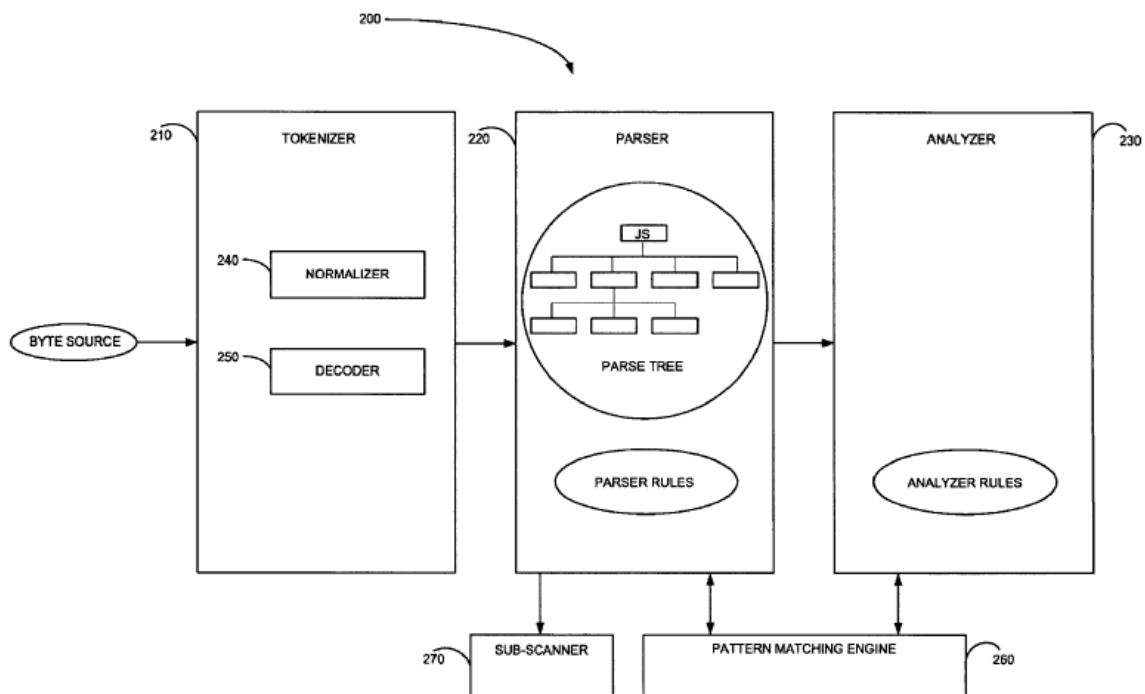 200
210
TOKENIZER
220
PARSER
ANALYZER
230
JS
240
NORMALIZER
BYTE SOURCE
250
DECODER
PARSE TREE
PARSER RULES
ANALYZER RULES
270
SUB-SCANNER
PATTERN MATCHING ENGINE
260